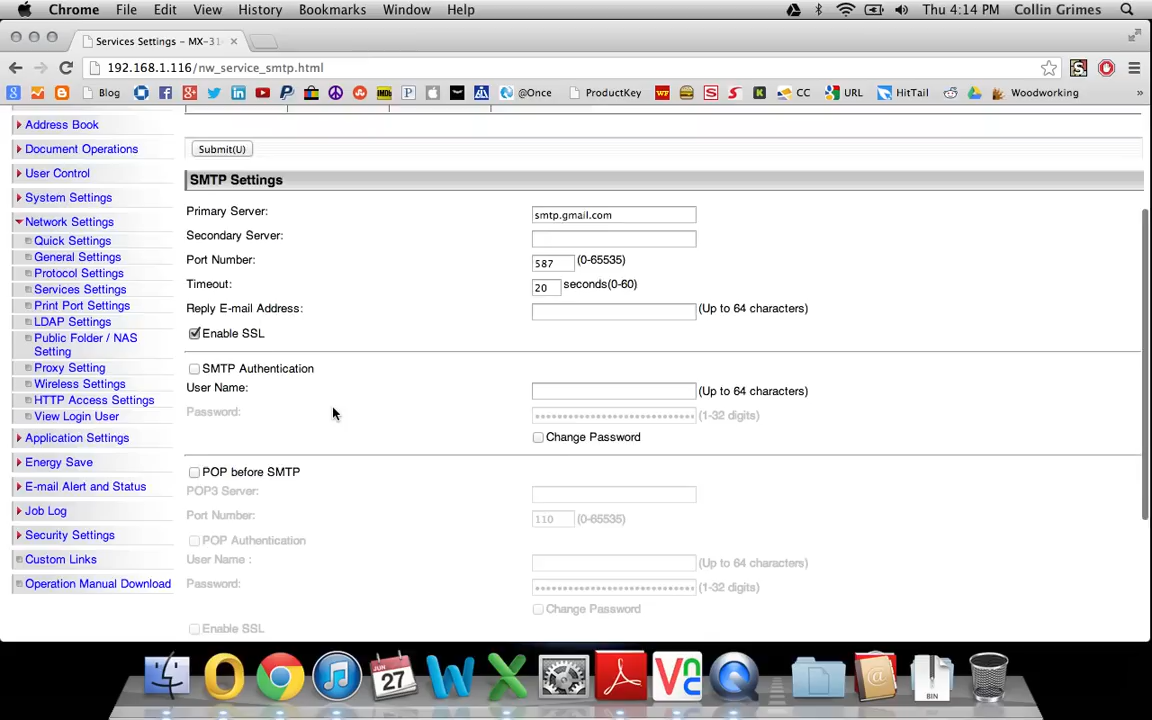 Chrome File Edit View History Bookmarks Window Help Thu 4:14 PM Collin Grimes
Services Settings – MX-31
192.168.1.116/nw_service_smtp.html
Blog @Once ProductKey CC URL HitTail Woodworking »
Address Book
Document Operations
User Control
System Settings
Network Settings
Quick Settings
General Settings
Protocol Settings
Services Settings
Print Port Settings
LDAP Settings
Public Folder / NAS
Setting
Proxy Setting
Wireless Settings
HTTP Access Settings
View Login User
Application Settings
Energy Save
E-mail Alert and Status
Job Log
Security Settings
Custom Links
Operation Manual Download
Submit(U)
SMTP Settings
Primary Server: smtp.gmail.com
Secondary Server:
Port Number: 587 (0-65535)
Timeout: 20 seconds(0-60)
Reply E-mail Address: (Up to 64 characters)
Enable SSL
SMTP Authentication
User Name: (Up to 64 characters)
Password: (1-32 digits)
Change Password
POP before SMTP
POP3 Server:
Port Number: 110 (0-65535)
POP Authentication
User Name : (Up to 64 characters)
Password: (1-32 digits)
Change Password
Enable SSL
JUN
27
BIN